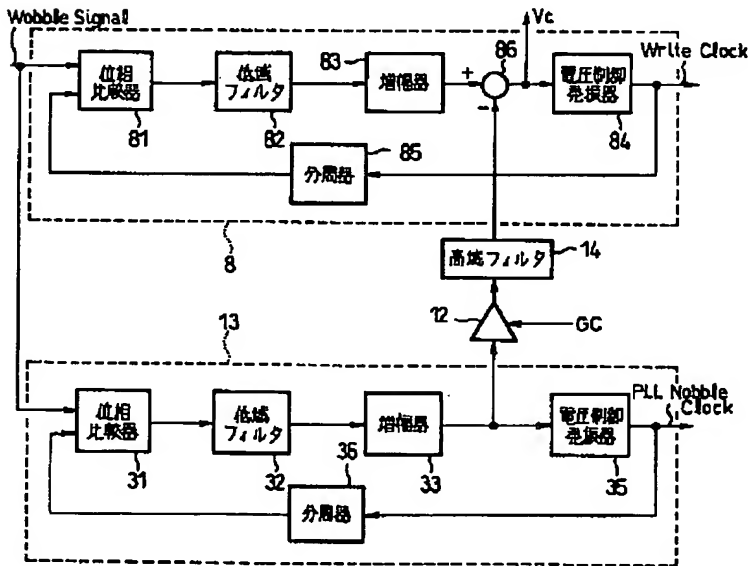 Wobble Signal
Vc
83
86
Write Clock
位相
比較器
81
低域
フィルタ
82
増幅器
+
-
電圧制御
発振器
84
85
分周器
8
高域フィルタ
14
12
GC
13
PLL Nobble
Clock
位相
比較器
31
低域
フィルタ
32
増幅器
33
電圧制御
発振器
35
36
分周器